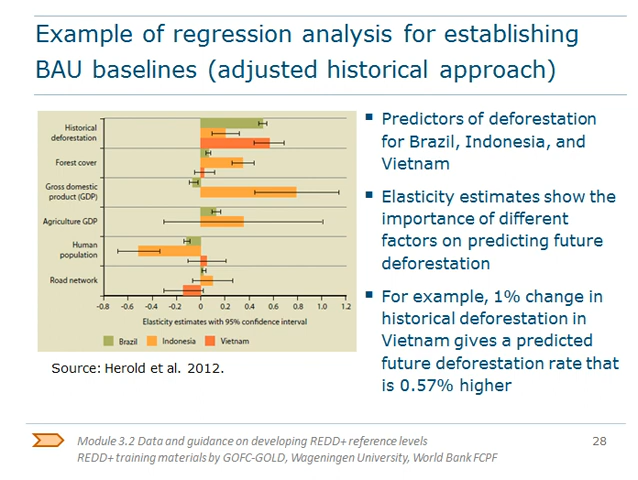 Example of regression analysis for establishing
BAU baselines (adjusted historical approach)
Historical
deforestation
Forest cover
Gross domestic
product (GDP)
Agriculture GDP
Human
population
Road network
-0.8 -0.6 -0.4 -0.2 0 0.2 0.4 0.6 0.8 1.0 1.2
Elasticity estimates with 95% confidence interval
Brazil Indonesia Vietnam
Source: Herold et al. 2012.
▪ Predictors of deforestation
for Brazil, Indonesia, and
Vietnam
▪ Elasticity estimates show the
importance of different
factors on predicting future
deforestation
▪ For example, 1% change in
historical deforestation in
Vietnam gives a predicted
future deforestation rate that
is 0.57% higher
Module 3.2 Data and guidance on developing REDD+ reference levels
REDD+ training materials by GOFC-GOLD, Wageningen University, World Bank FCPF
28